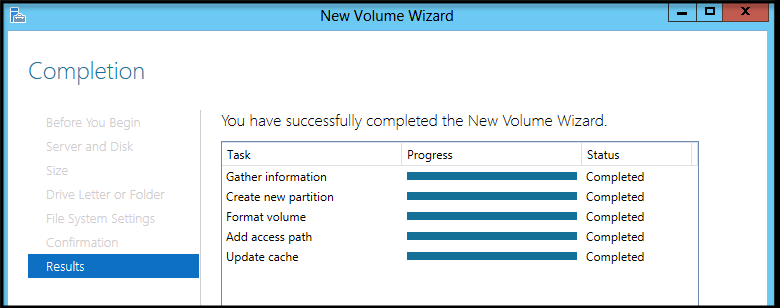 New Volume Wizard
Completion
Before You Begin
Server and Disk
Size
Drive Letter or Folder
File System Settings
Confirmation
Results
You have successfully completed the New Volume Wizard.
Task Progress Status
Gather information Completed
Create new partition Completed
Format volume Completed
Add access path Completed
Update cache Completed